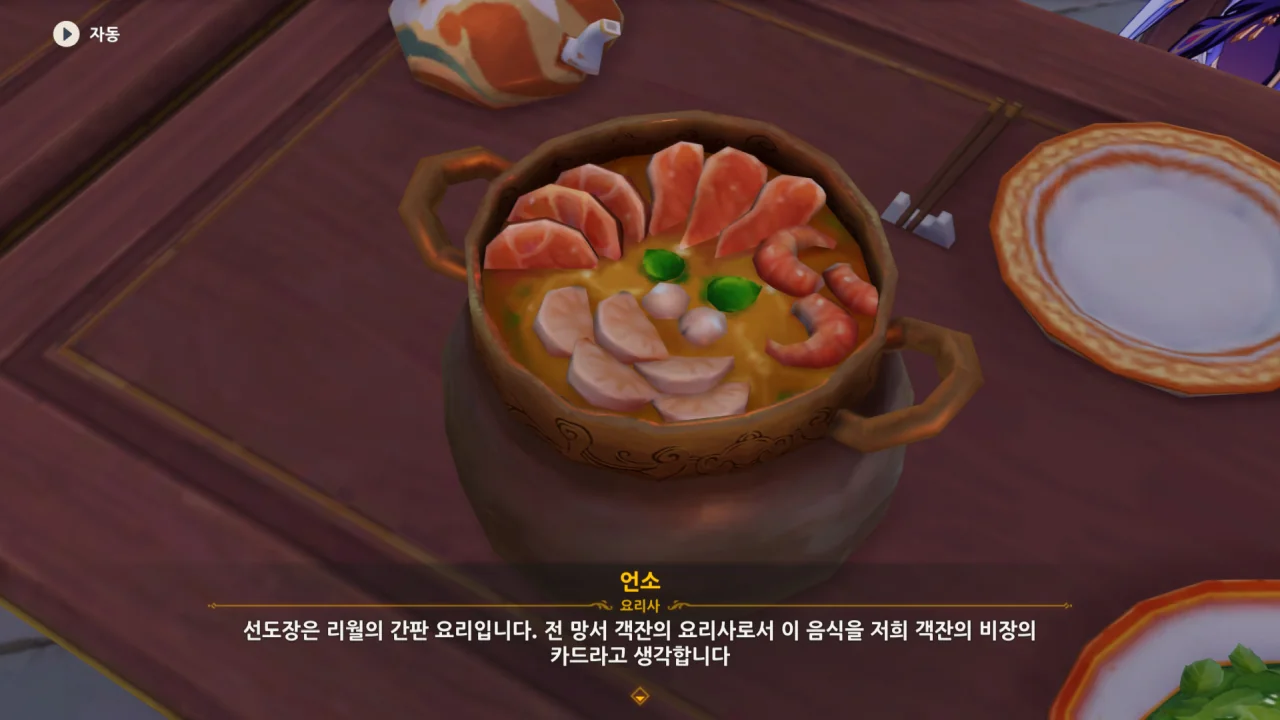 자동
언소
요리사
선도장은 리월의 간판 요리입니다. 전 망서 객잔의 요리사로서 이 음식을 저희 객잔의 비장의
카드라고 생각합니다